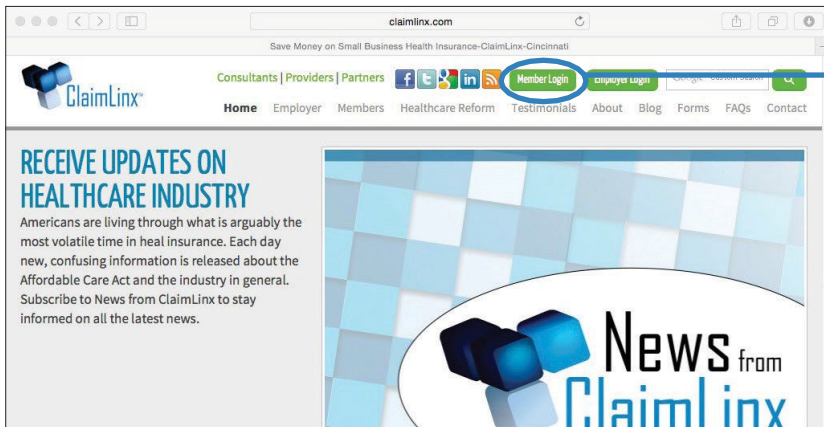 claimlinx.com
Save Money on Small Business Health Insurance-ClaimLinx-Cincinnati
ClaimLinx
Consultants | Providers | Partners
Member Login
Employer Login
Google Custom Search
Home Employer Members Healthcare Reform Testimonials About Blog Forms FAQs Contact
RECEIVE UPDATES ON
HEALTHCARE INDUSTRY
Americans are living through what is arguably the
most volatile time in heal insurance. Each day
new, confusing information is released about the
Affordable Care Act and the industry in general.
Subscribe to News from ClaimLinx to stay
informed on all the latest news.
News from
ClaimLinx